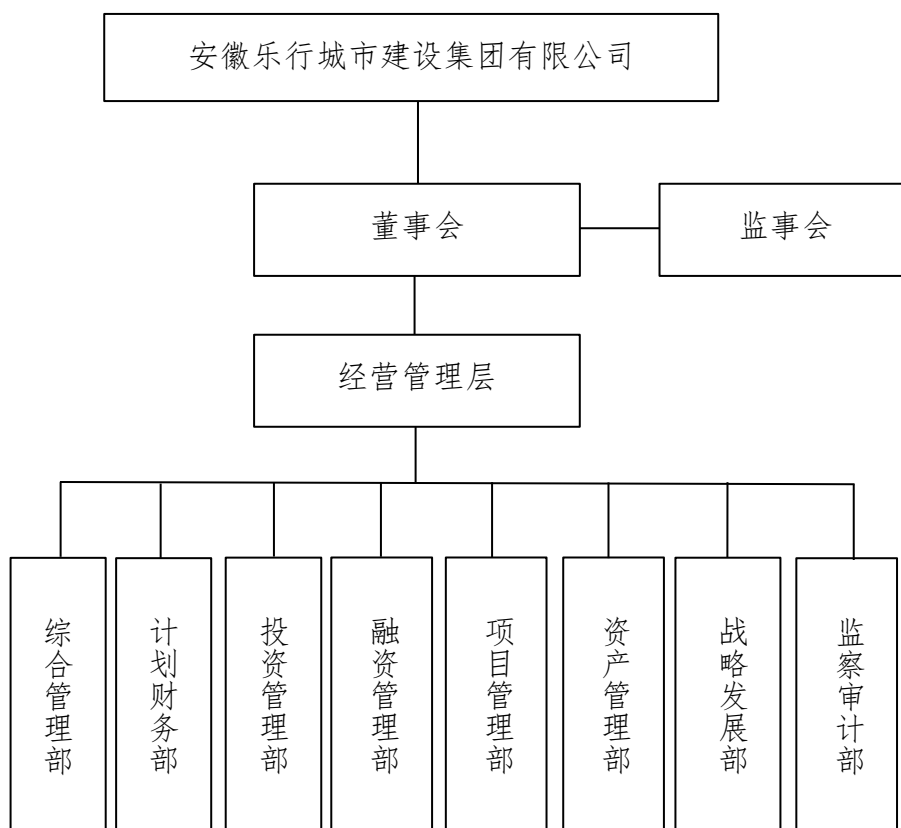 安徽乐行城市建设集团有限公司
董事会
监事会
经营管理层
综合管理部
计划财务部
投资管理部
融资管理部
项目管理部
资产管理部
战略发展部
监察审计部